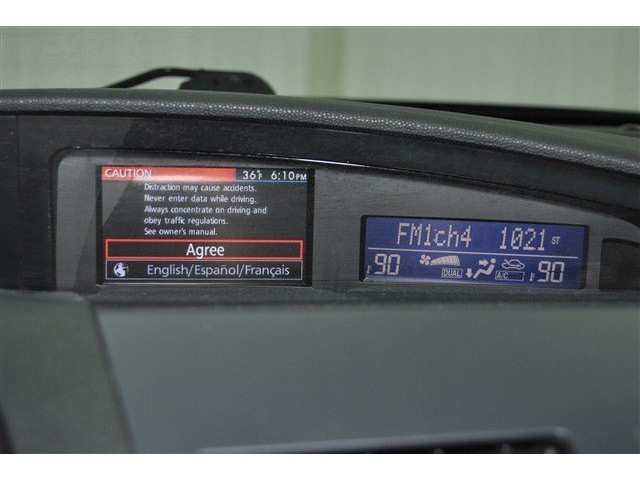 CAUTION 36°F 6:10PM
Distraction may cause accidents.
Never enter data while driving.
Always concentrate on driving and
obey traffic regulations.
See owner's manual.
Agree
English/Español/Français
FM1ch4 1021 ST
90 DUAL A/C 90